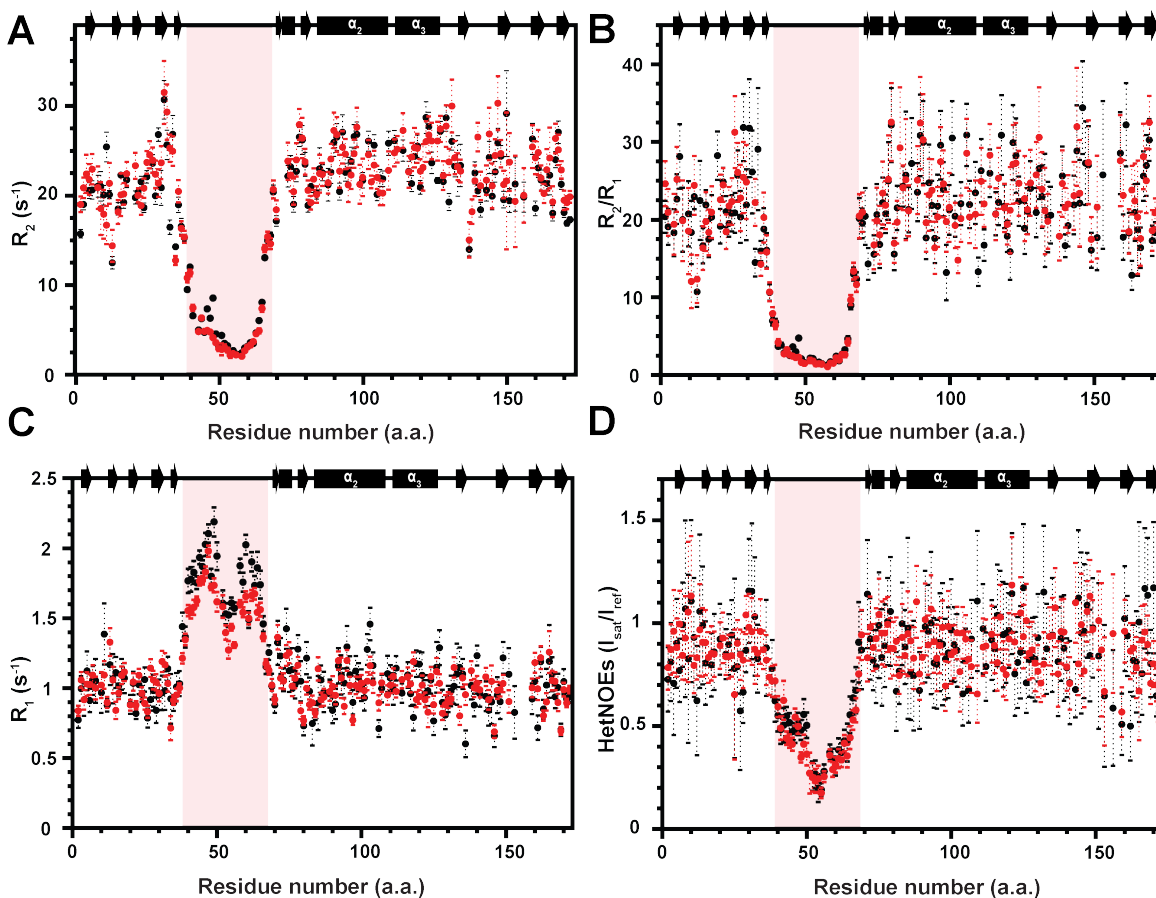 A
α2
α3
R2 (s-1)
30
20
10
0
0
50
100
150
Residue number (a.a.)
B
α2
α3
R2/R1
40
30
20
10
0
0
50
100
150
Residue number (a.a.)
C
α2
α3
R1 (s-1)
2.5
2
1.5
1
0.5
0
0
50
100
150
Residue number (a.a.)
D
α2
α3
HetNOEs (Isat/Iref)
1.5
1
0.5
0
0
50
100
150
Residue number (a.a.)